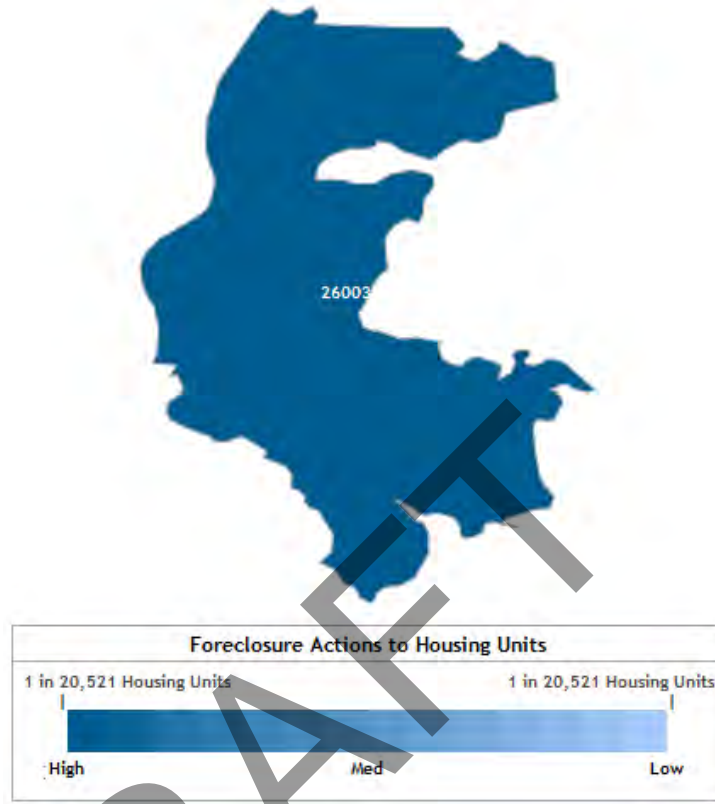 26003
Foreclosure Actions to Housing Units
1 in 20,521 Housing Units 1 in 20,521 Housing Units
High Med Low
DRAFT